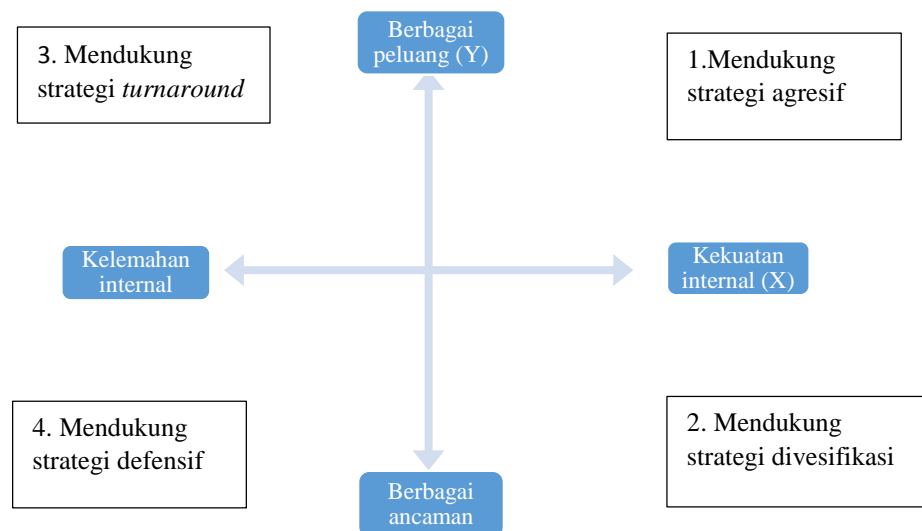 Berbagai
peluang (Y)
3. Mendukung
strategi turnaround
1.Mendukung
strategi agresif
Kelemahan
internal
Kekuatan
internal (X)
4. Mendukung
strategi defensif
2. Mendukung
strategi divesifikasi
Berbagai
ancaman